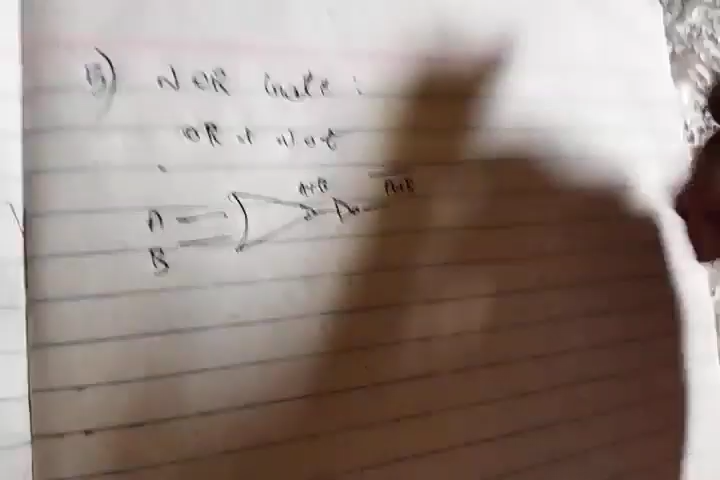 5) NOR Gate :
OR + Not
A+B
A+B
A
B